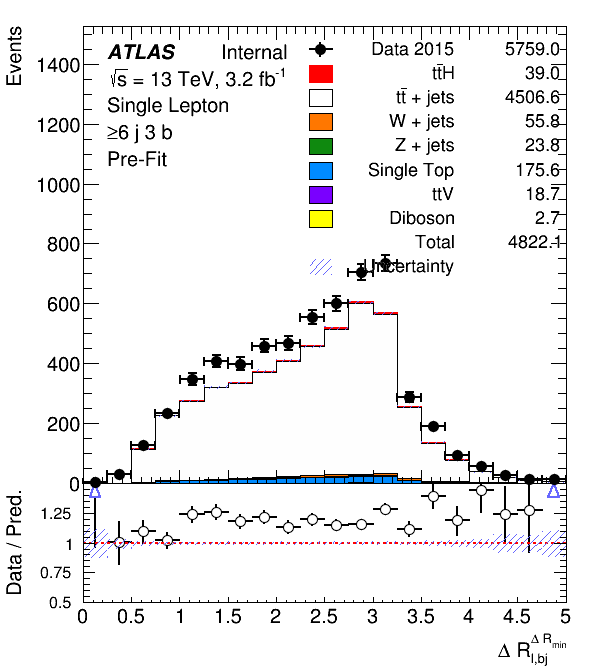 Events
ATLAS Internal
√s = 13 TeV, 3.2 fb⁻¹
Single Lepton
≥6 j 3 b
Pre-Fit
Data 2015 5759.0
tt̄H 39.0
tt̄ + jets 4506.6
W + jets 55.8
Z + jets 23.8
Single Top 175.6
ttV 18.7
Diboson 2.7
Total 4822.1
Uncertainty
1400
1200
1000
800
600
400
200
0
Data / Pred.
1.25
1
0.75
0.5
0 0.5 1 1.5 2 2.5 3 3.5 4 4.5 5
Δ R l,bj Δ R min